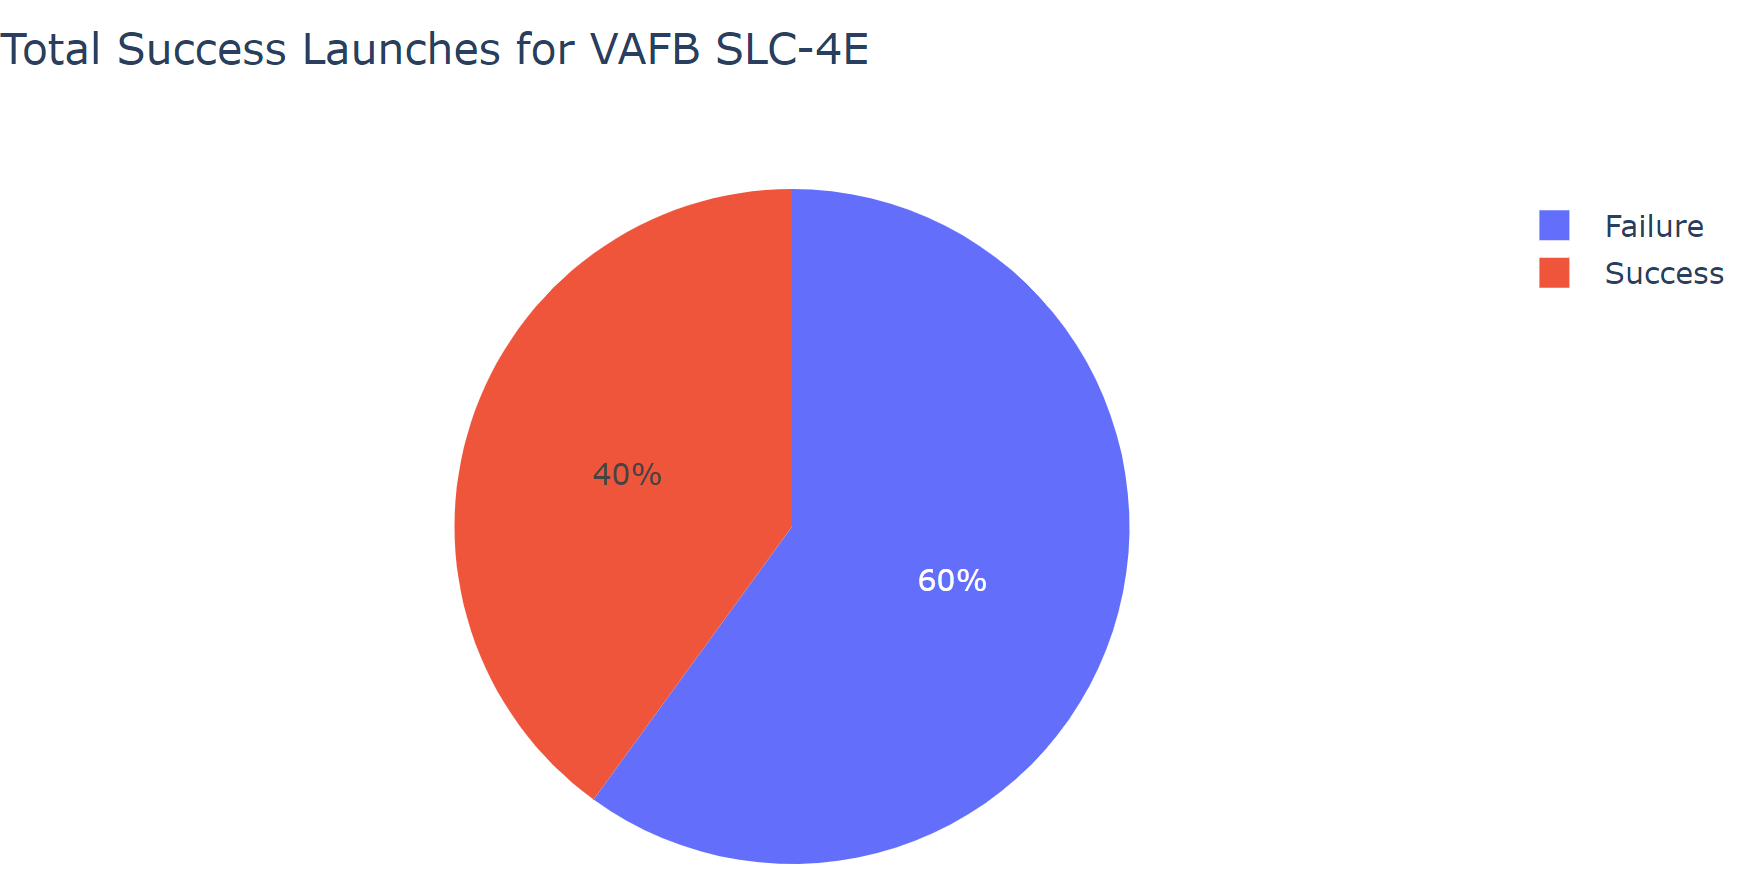 Total Success Launches for VAFB SLC-4E
Failure
Success
40%
60%